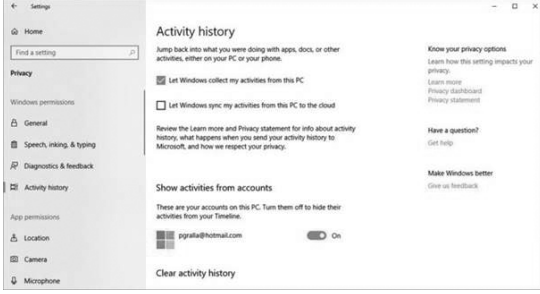 Settings
Home
Find a setting
Privacy
Windows permissions
General
Speech, inking, & typing
Diagnostics & feedback
Activity history
App permissions
Location
Camera
Microphone
Activity history
Jump back into what you were doing with apps, docs, or other
activities, either on your PC or your phone.
Let Windows collect my activities from this PC
Let Windows sync my activities from this PC to the cloud
Review the Learn more and Privacy statement for info about activity
history, what happens when you send your activity history to
Microsoft, and how we respect your privacy.
Show activities from accounts
These are your accounts on this PC. Turn them off to hide their
activities from your Timeline.
pgralla@hotmail.com
On
Clear activity history
Know your privacy options
Learn how this setting impacts your
privacy.
Learn more
Privacy dashboard
Privacy statement
Have a question?
Get help
Make Windows better
Give us feedback